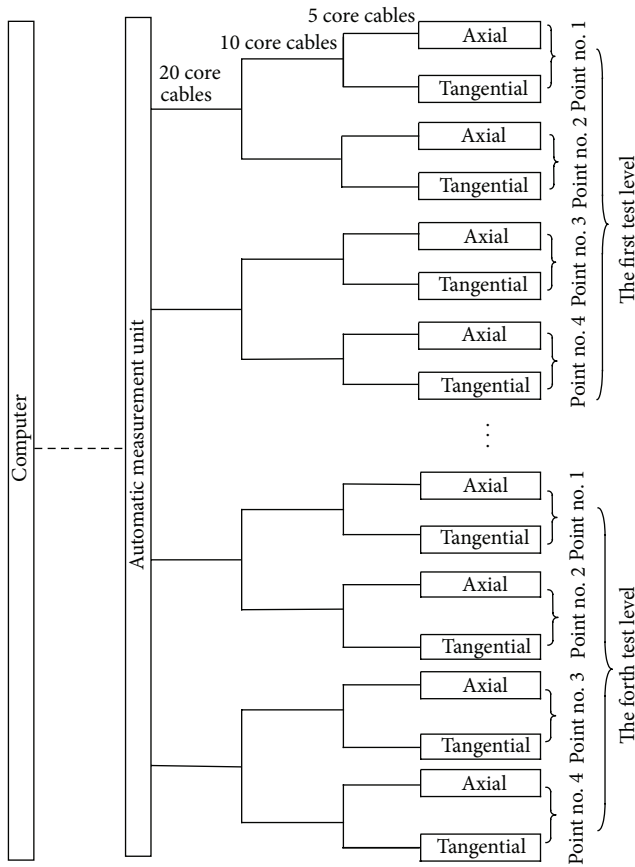 5 core cables
10 core cables
20 core
cables
Axial
Tangential
Point no. 1
Axial
Tangential
Point no. 2
Axial
Tangential
Point no. 3
Axial
Tangential
Point no. 4
The first test level
Computer
Automatic measurement unit
...
Axial
Tangential
Point no. 1
Axial
Tangential
Point no. 2
Axial
Tangential
Point no. 3
Axial
Tangential
Point no. 4
The forth test level